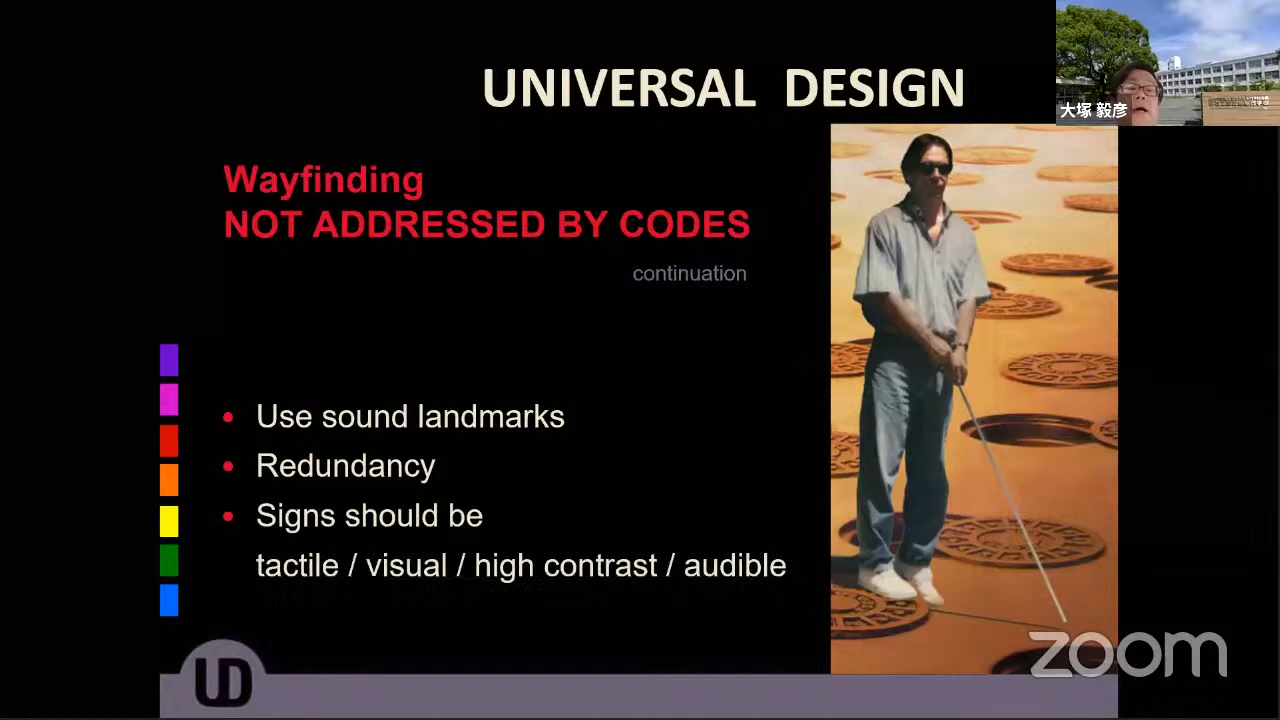 UNIVERSAL DESIGN
大塚 毅彦
Wayfinding
NOT ADDRESSED BY CODES
continuation
• Use sound landmarks
• Redundancy
• Signs should be
tactile / visual / high contrast / audible
zoom
UD